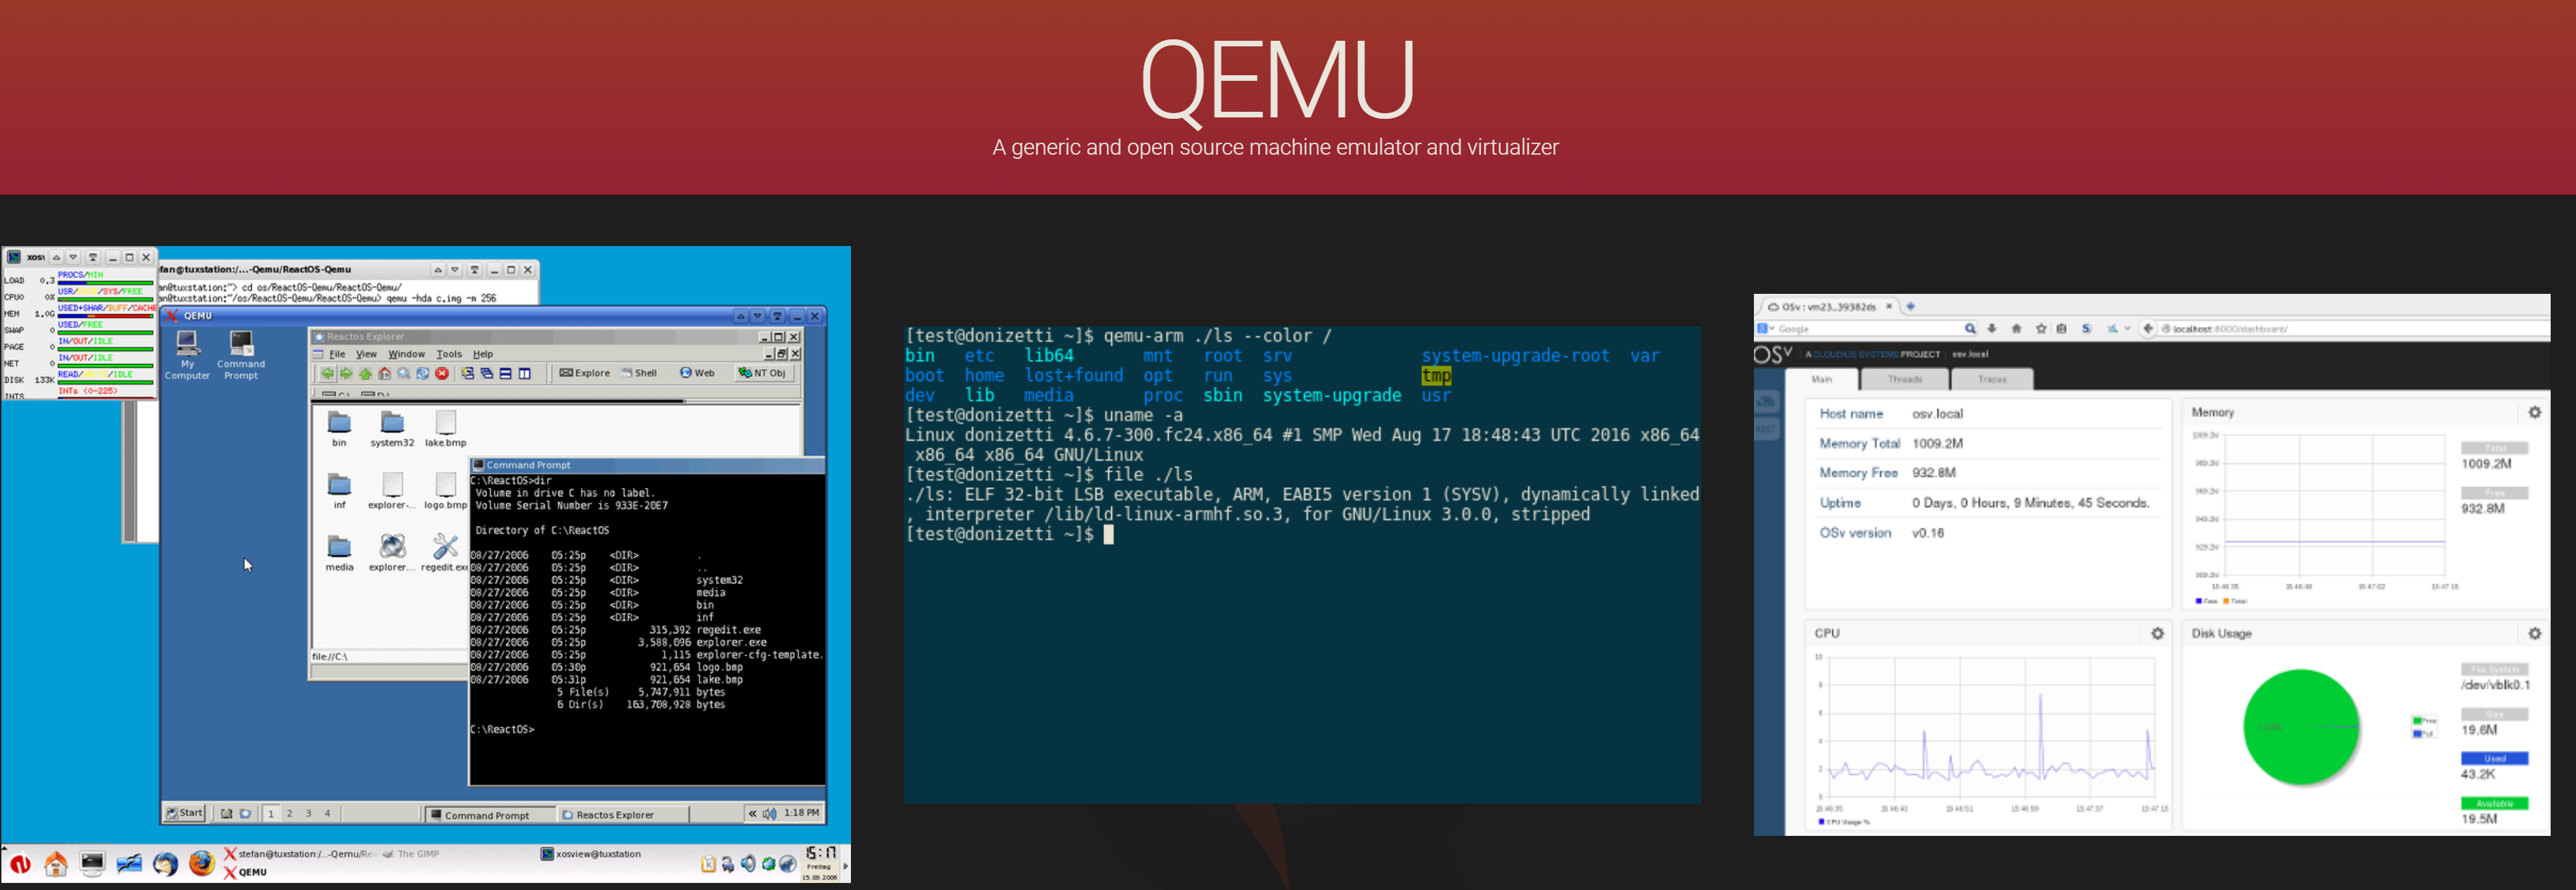 QEMU
A generic and open source machine emulator and virtualizer
xosv
LOAD 0.3 PROCS/MIN
CPU0 0% USR/ /SYS/FREE
MEM 1.0G USED+SHAR/BUFF/CACHE
SWAP 0 USED/FREE
PAGE 0 IN/OUT/IDLE
NET 0 IN/OUT/IDLE
DISK 133K READ/ /IDLE
INTS INTs (0-225)
fan@tuxstation:/...-Qemu/ReactOS-Qemu
an@tuxstation:~> cd os/ReactOS-Qemu/ReactOS-Qemu/
an@tuxstation:~/os/ReactOS-Qemu/ReactOS-Qemu> qemu -hda c.img -m 256
QEMU
My Computer
Command Prompt
Reactos Explorer
File View Window Tools Help
Explore Shell Web NT Obj
C:\ D:\
bin system32 lake.bmp
inf explorer-... logo.bmp
media explorer.... regedit.exe
file://C:\
Command Prompt
C:\ReactOS>dir
Volume in drive C has no label.
Volume Serial Number is 933E-20E7
Directory of C:\ReactOS
08/27/2006 05:25p <DIR> .
08/27/2006 05:25p <DIR> ..
08/27/2006 05:25p <DIR> system32
08/27/2006 05:25p <DIR> media
08/27/2006 05:25p <DIR> bin
08/27/2006 05:25p <DIR> inf
08/27/2006 05:25p 315,392 regedit.exe
08/27/2006 05:25p 3,588,096 explorer.exe
08/27/2006 05:25p 1,115 explorer-cfg-template.
08/27/2006 05:30p 921,654 logo.bmp
08/27/2006 05:31p 921,654 lake.bmp
5 File(s) 5,747,911 bytes
6 Dir(s) 163,708,928 bytes
C:\ReactOS>
Start 1 2 3 4 Command Prompt Reactos Explorer 1:18 PM
stefan@tuxstation:/...-Qemu/Re The GIMP xosview@tuxstation
QEMU
15:17
Freitag
15.09.2006
[test@donizetti ~]$ qemu-arm ./ls --color /
bin etc lib64 mnt root srv system-upgrade-root var
boot home lost+found opt run sys tmp
dev lib media proc sbin system-upgrade usr
[test@donizetti ~]$ uname -a
Linux donizetti 4.6.7-300.fc24.x86_64 #1 SMP Wed Aug 17 18:48:43 UTC 2016 x86_64
x86_64 x86_64 GNU/Linux
[test@donizetti ~]$ file ./ls
./ls: ELF 32-bit LSB executable, ARM, EABI5 version 1 (SYSV), dynamically linked
, interpreter /lib/ld-linux-armhf.so.3, for GNU/Linux 3.0.0, stripped
[test@donizetti ~]$
OSv : vm23_39382ds
Google localhost:8000/dashboard/
OSV A CLOUDIUS SYSTEMS PROJECT osv.local
Main Threads Traces
Host name osv.local
Memory Total 1009.2M
Memory Free 932.8M
Uptime 0 Days, 0 Hours, 9 Minutes, 45 Seconds.
OSv version v0.16
Memory
Total
1009.2M
Free
932.8M
Free Total
CPU
10
8
6
4
2
0
CPU Usage %
Disk Usage
Free
Full
File System
/dev/vblk0.1
Size
19.6M
Used
43.2K
Available
19.5M